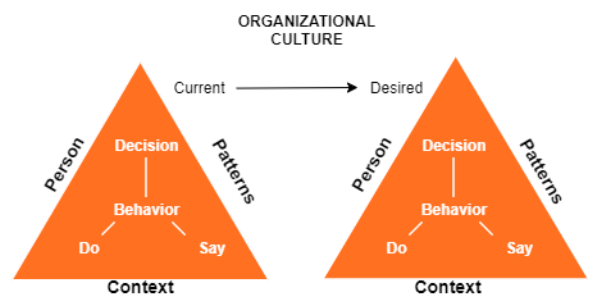 ORGANIZATIONAL
CULTURE
Current
Desired
Person
Patterns
Decision
Behavior
Do
Say
Context
Person
Patterns
Decision
Behavior
Do
Say
Context